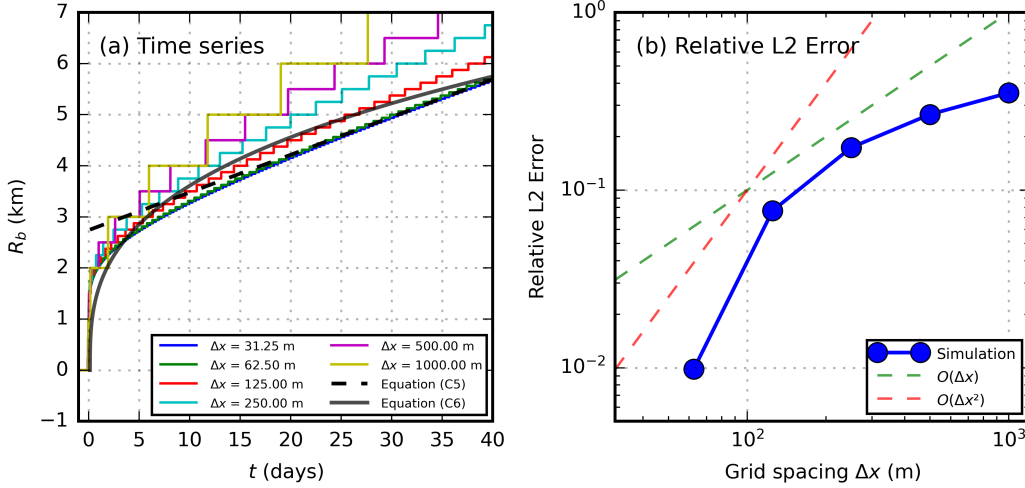 (a) Time series
7
6
5
4
3
2
1
0
−1
R_b (km)
0 5 10 15 20 25 30 35 40
t (days)
Δx = 31.25 m
Δx = 62.50 m
Δx = 125.00 m
Δx = 250.00 m
Δx = 500.00 m
Δx = 1000.00 m
Equation (C5)
Equation (C6)
(b) Relative L2 Error
10^0
10^−1
10^−2
Relative L2 Error
10^2 10^3
Grid spacing Δx (m)
Simulation
O(Δx)
O(Δx²)